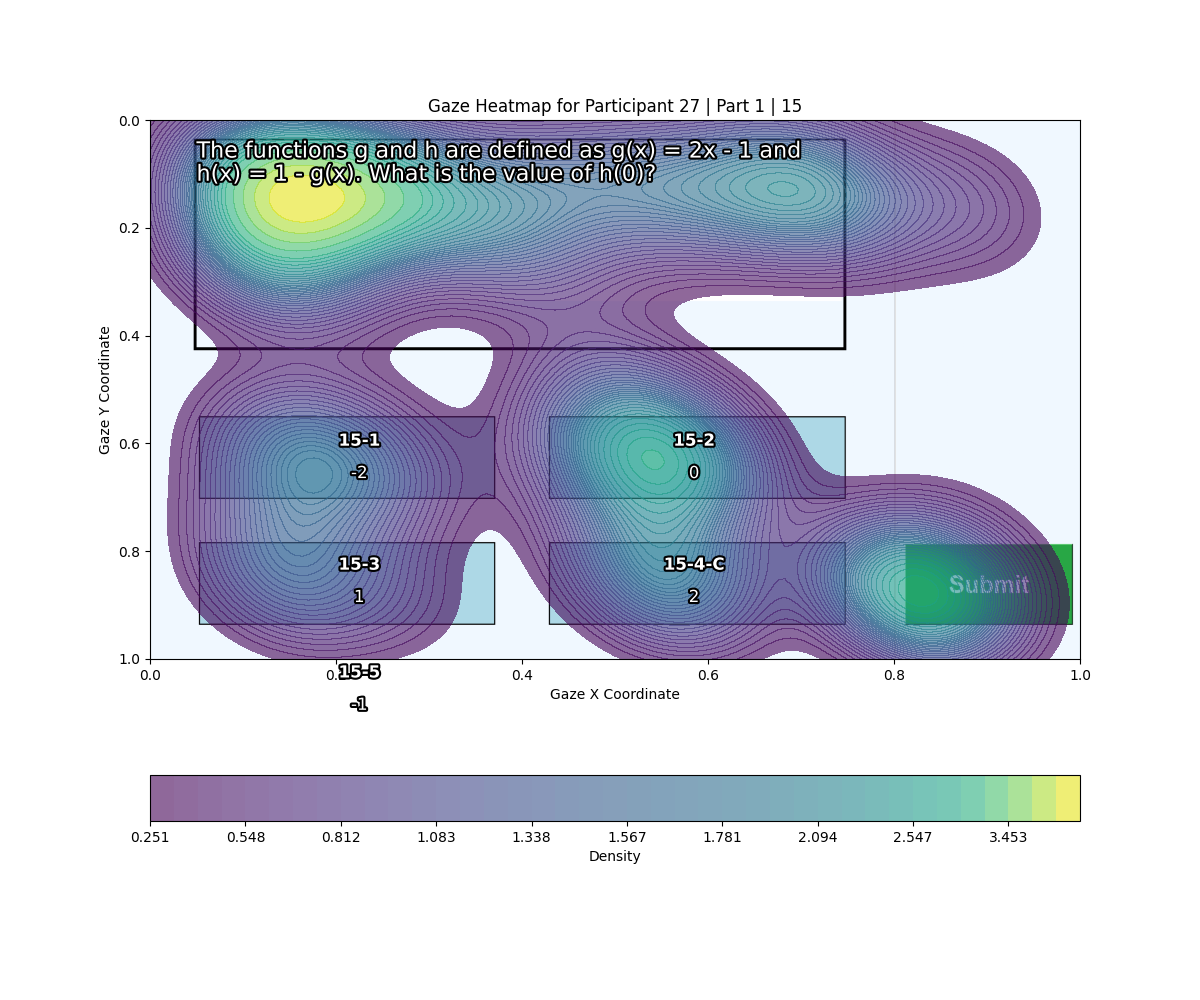 Gaze Heatmap for Participant 27 | Part 1 | 15
0.0
0.2
0.4
0.6
0.8
1.0
Gaze Y Coordinate
The functions g and h are defined as g(x) = 2x - 1 and
h(x) = 1 - g(x). What is the value of h(0)?
15-1
-2
15-2
0
15-3
1
15-4-C
2
Submit
0.0 0.2 0.4 0.6 0.8 1.0
15-5
-1
Gaze X Coordinate
0.251 0.548 0.812 1.083 1.338 1.567 1.781 2.094 2.547 3.453
Density